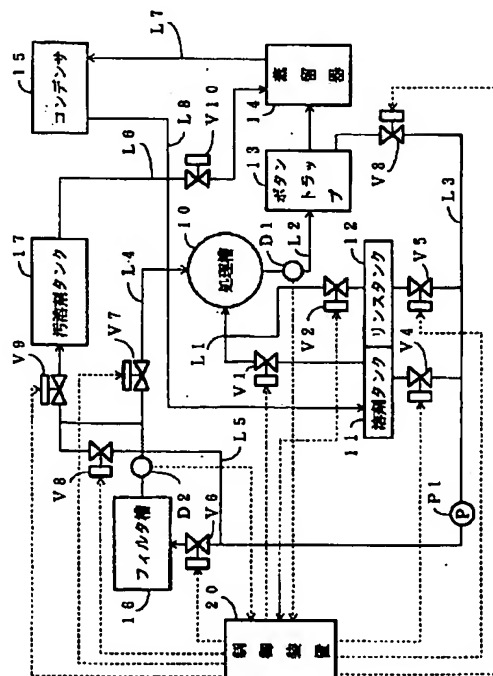 20
制御装置
16
フィルタ槽
V8
V9
17
汚溶剤タンク
15
コンデンサ
V6
D2
L5
V7
L4
L6
L8
L7
V10
V1
L1
V2
10
処理槽
D1
L2
13
ボタントラップ
14
蒸留器
11
溶剤タンク
12
リンスタンク
V4
V5
V3
L3
P
P1